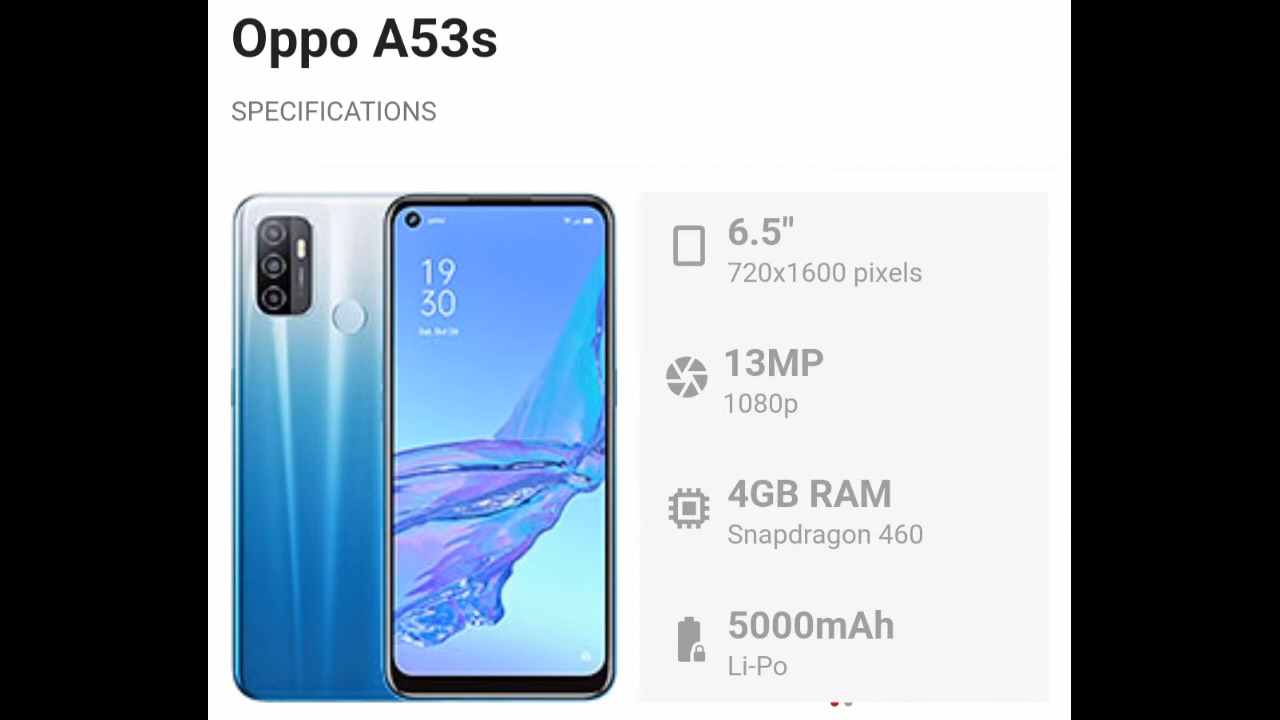 Oppo A53s
SPECIFICATIONS
19
30
6.5"
720x1600 pixels
13MP
1080p
4GB RAM
Snapdragon 460
5000mAh
Li-Po